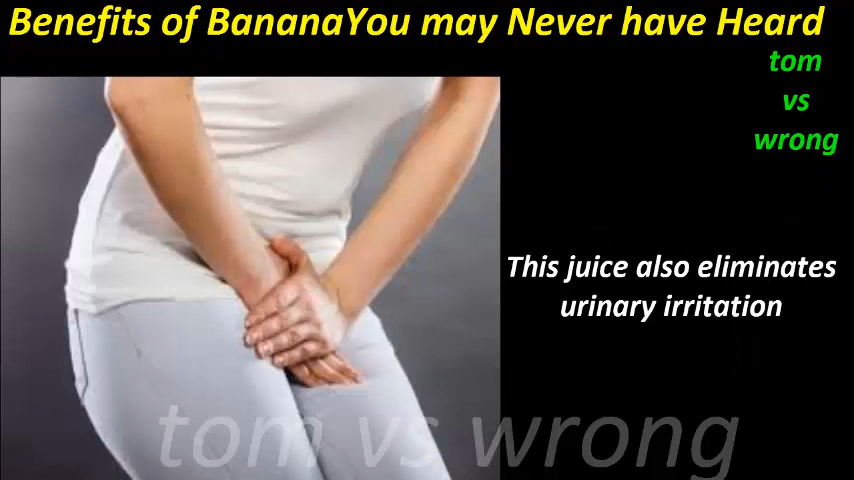 Benefits of BananaYou may Never have Heard
tom
vs
wrong
This juice also eliminates
urinary irritation
tom vs wrong